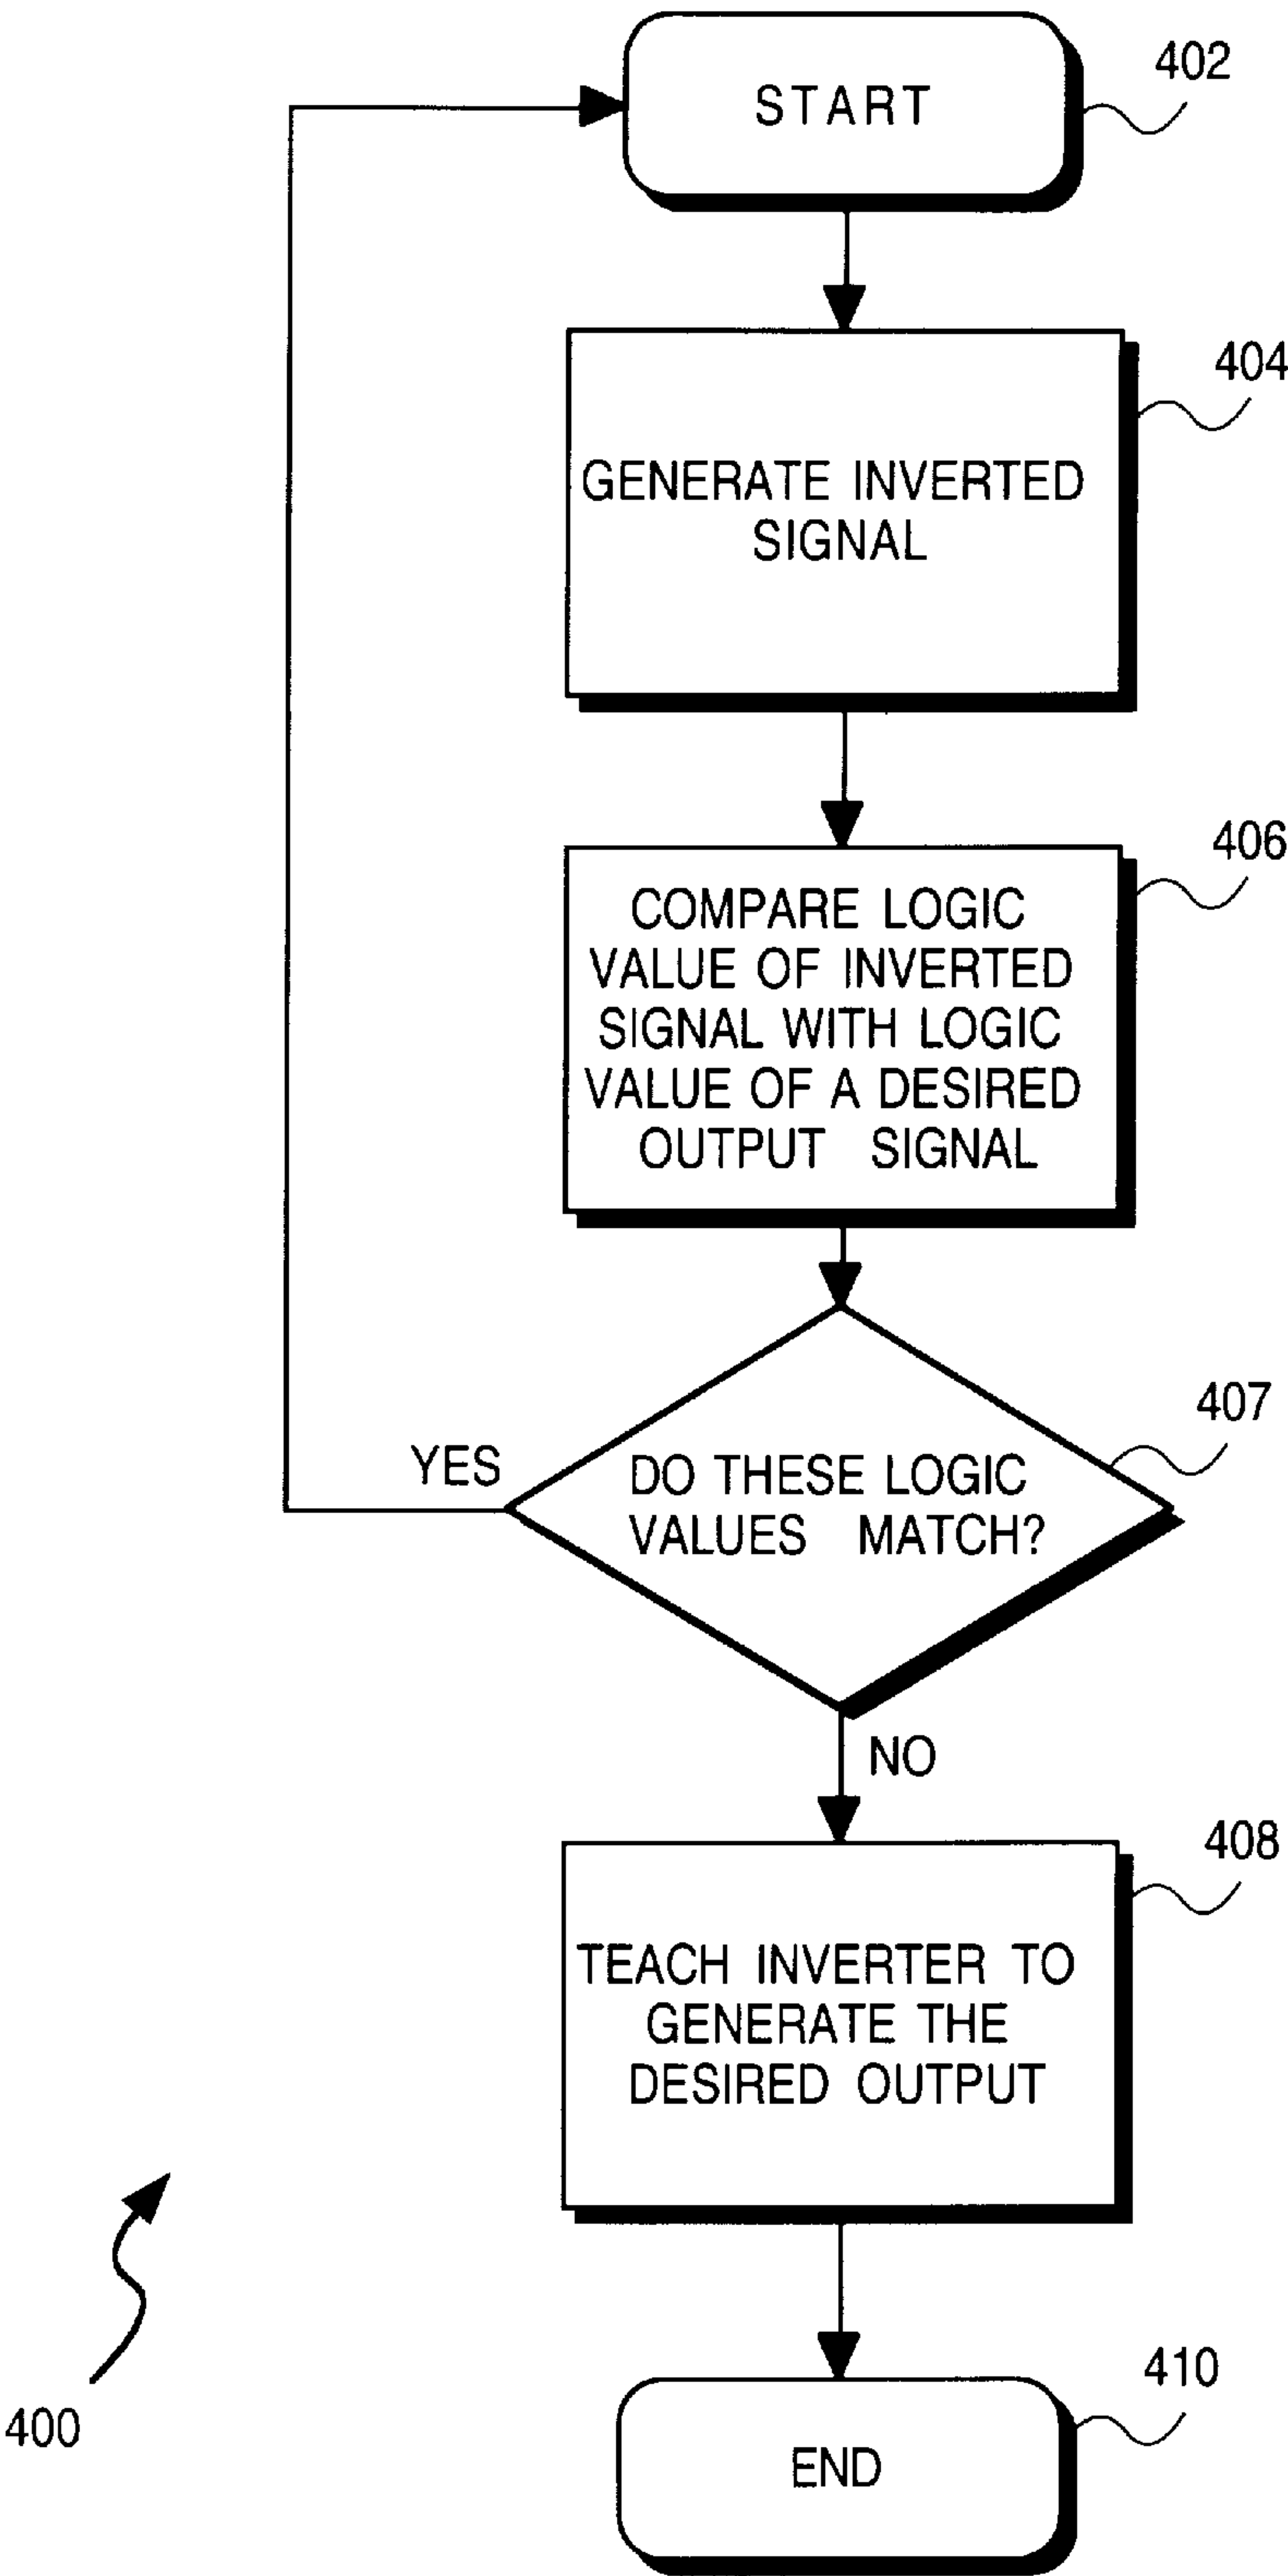 START
402
404
GENERATE INVERTED
SIGNAL
406
COMPARE LOGIC
VALUE OF INVERTED
SIGNAL WITH LOGIC
VALUE OF A DESIRED
OUTPUT SIGNAL
407
YES
DO THESE LOGIC
VALUES MATCH?
NO
408
TEACH INVERTER TO
GENERATE THE
DESIRED OUTPUT
400
410
END